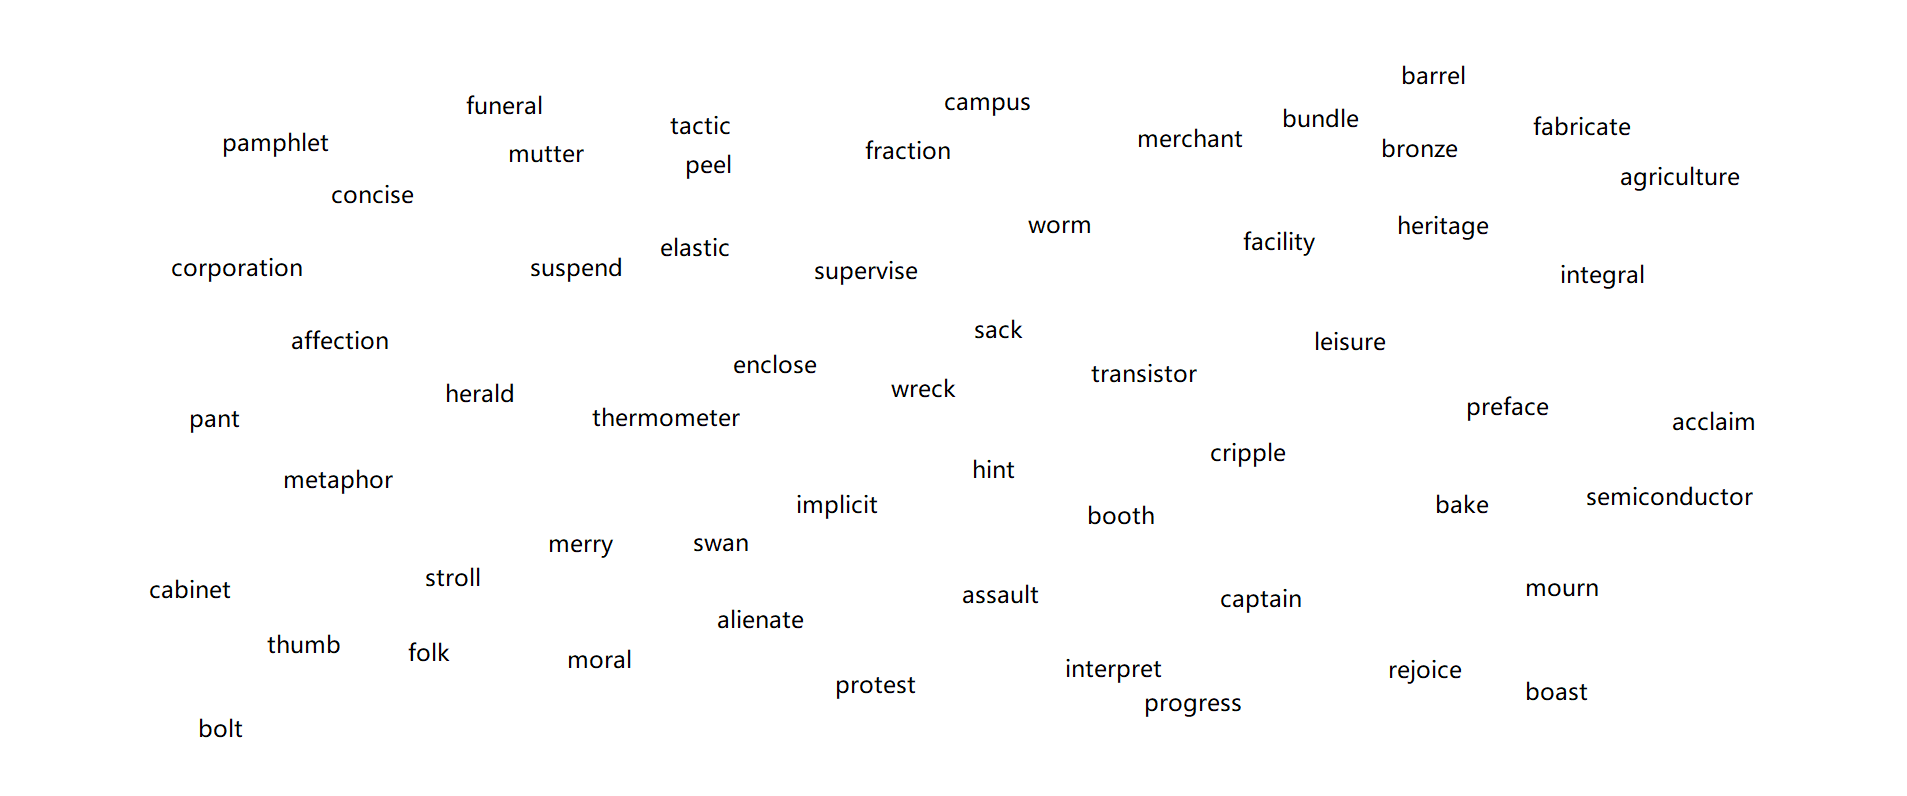 barrel
funeral
campus
tactic
bundle
fabricate
pamphlet
mutter
fraction
merchant
bronze
peel
agriculture
concise
worm
heritage
elastic
facility
corporation
suspend
supervise
integral
sack
affection
leisure
enclose
transistor
wreck
herald
thermometer
preface
pant
acclaim
cripple
hint
metaphor
implicit
bake
semiconductor
booth
merry
swan
stroll
cabinet
assault
captain
mourn
alienate
thumb
folk
moral
interpret
rejoice
protest
boast
progress
bolt